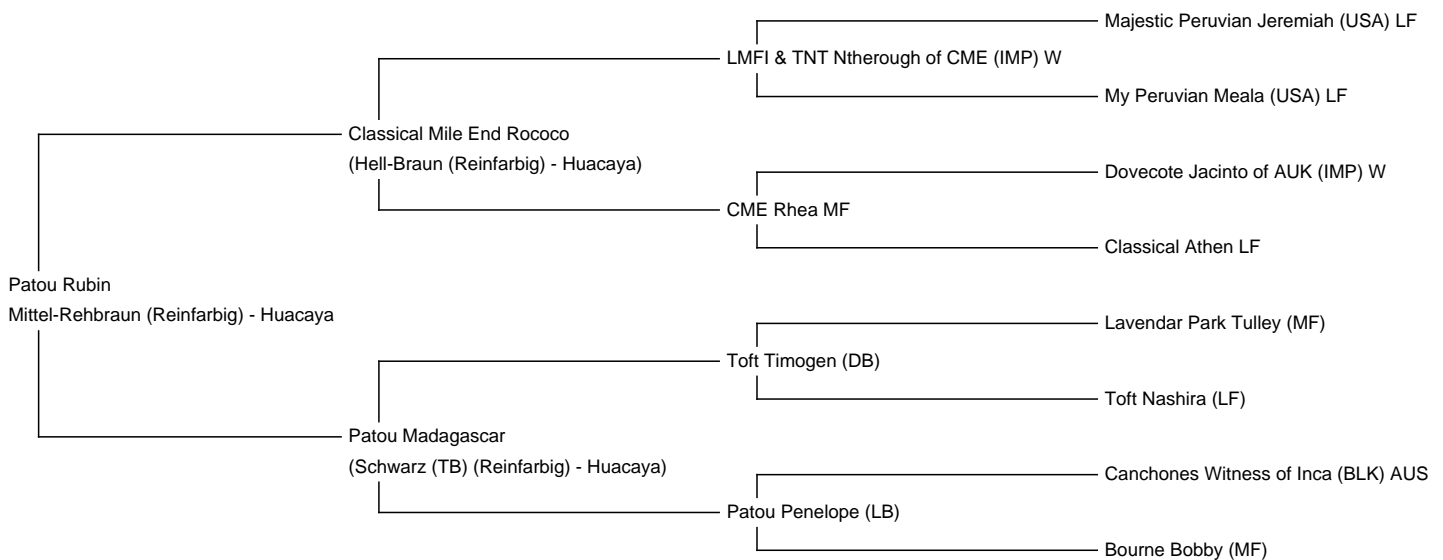 Majestic Peruvian Jeremiah (USA) LF
LMFI & TNT Ntherough of CME (IMP) W
My Peruvian Meala (USA) LF
Classical Mile End Rococo
(Hell-Braun (Reinfarbig) - Huacaya)
Dovecote Jacinto of AUK (IMP) W
CME Rhea MF
Classical Athen LF
Patou Rubin
Mittel-Rehbraun (Reinfarbig) - Huacaya
Lavendar Park Tulley (MF)
Toft Timogen (DB)
Toft Nashira (LF)
Patou Madagascar
(Schwarz (TB) (Reinfarbig) - Huacaya)
Canchones Witness of Inca (BLK) AUS
Patou Penelope (LB)
Bourne Bobby (MF)